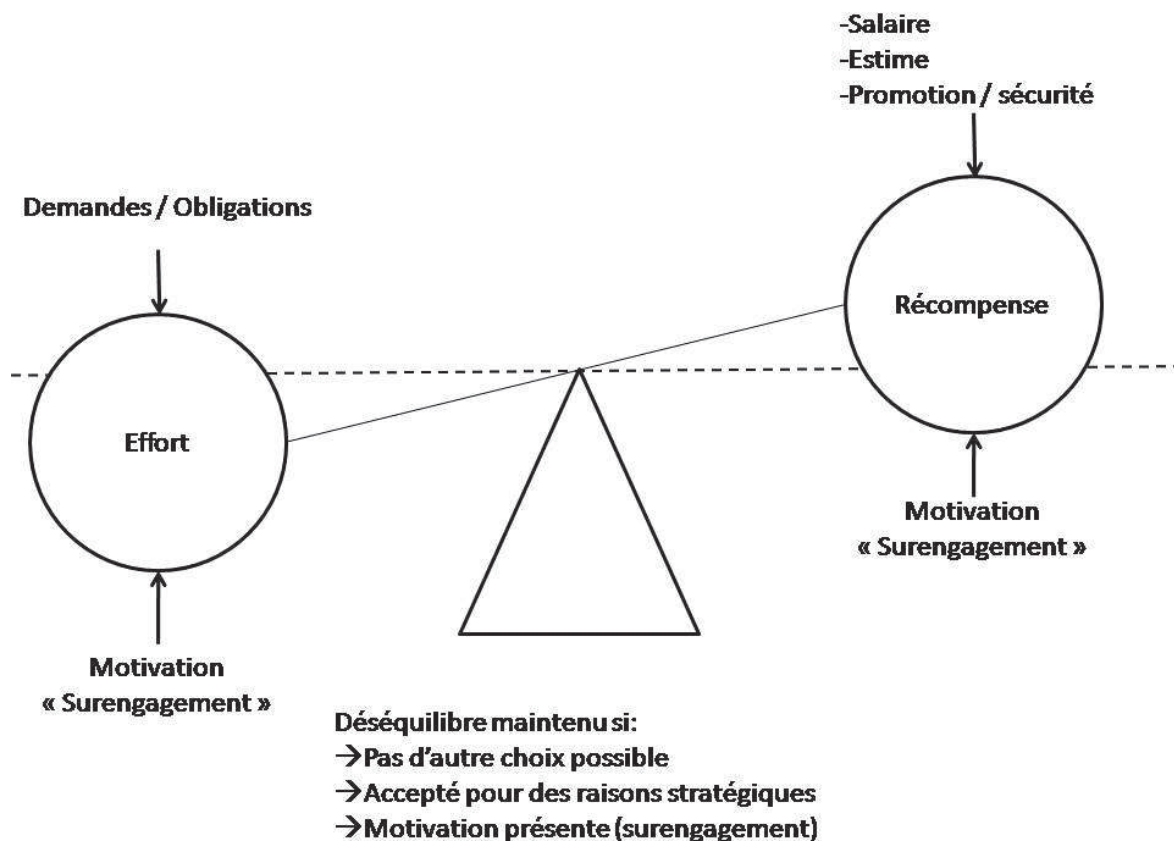 -Salaire
-Estime
-Promotion / sécurité
Demandes / Obligations
Récompense
Effort
Motivation
« Surengagement »
Motivation
« Surengagement »
Déséquilibre maintenu si:
→Pas d'autre choix possible
→Accepté pour des raisons stratégiques
→Motivation présente (surengagement)